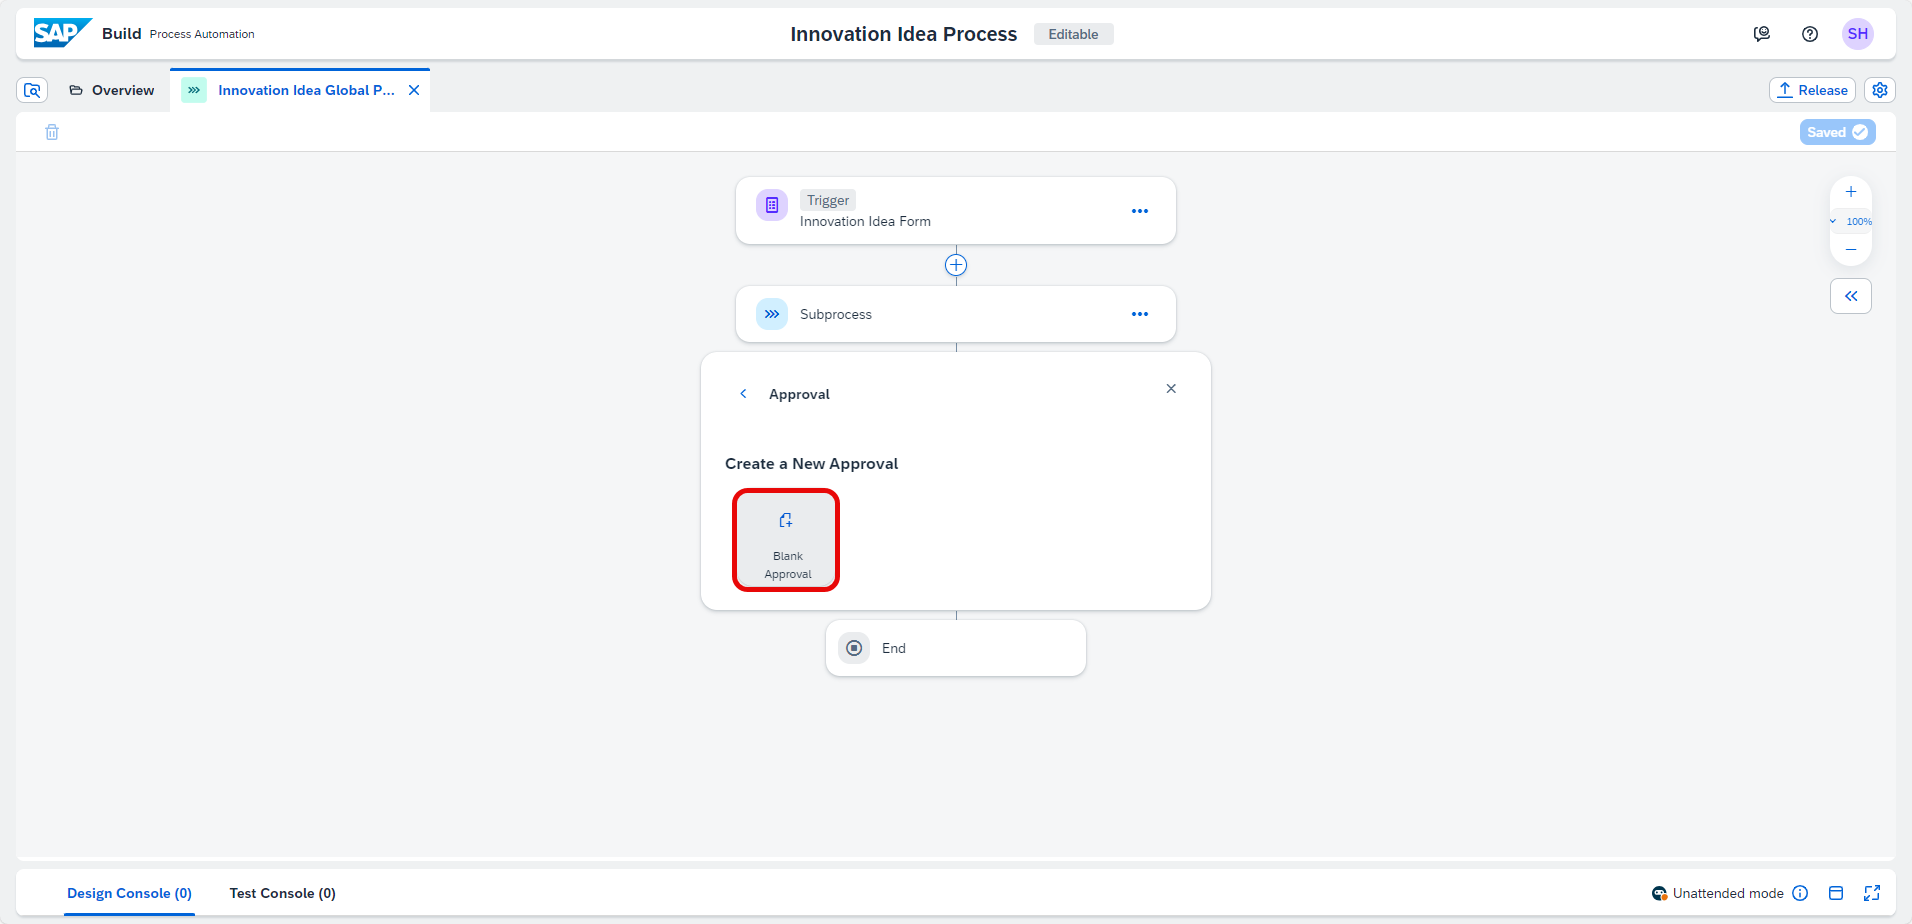 SAP Build Process Automation
Innovation Idea Process Editable
SH
Overview
Innovation Idea Global P...
Release
Saved
Trigger
Innovation Idea Form
100%
Subprocess
Approval
Create a New Approval
Blank
Approval
End
Design Console (0)
Test Console (0)
Unattended mode